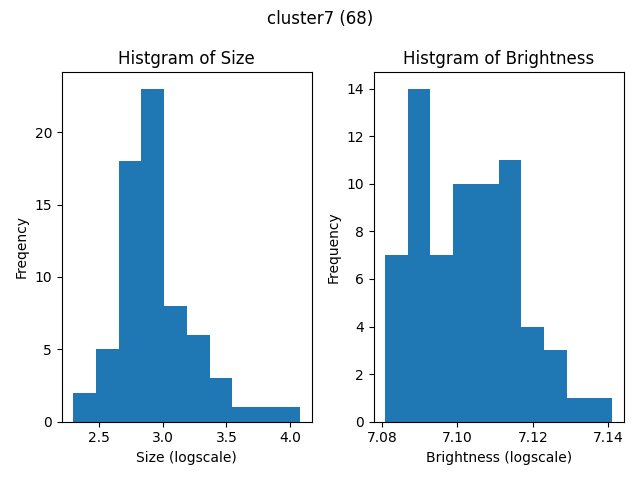 cluster7 (68)
Histgram of Size
Histgram of Brightness
Freqency
20
15
10
5
0
2.5 3.0 3.5 4.0
Size (logscale)
Frequency
14
12
10
8
6
4
2
0
7.08 7.10 7.12 7.14
Brightness (logscale)